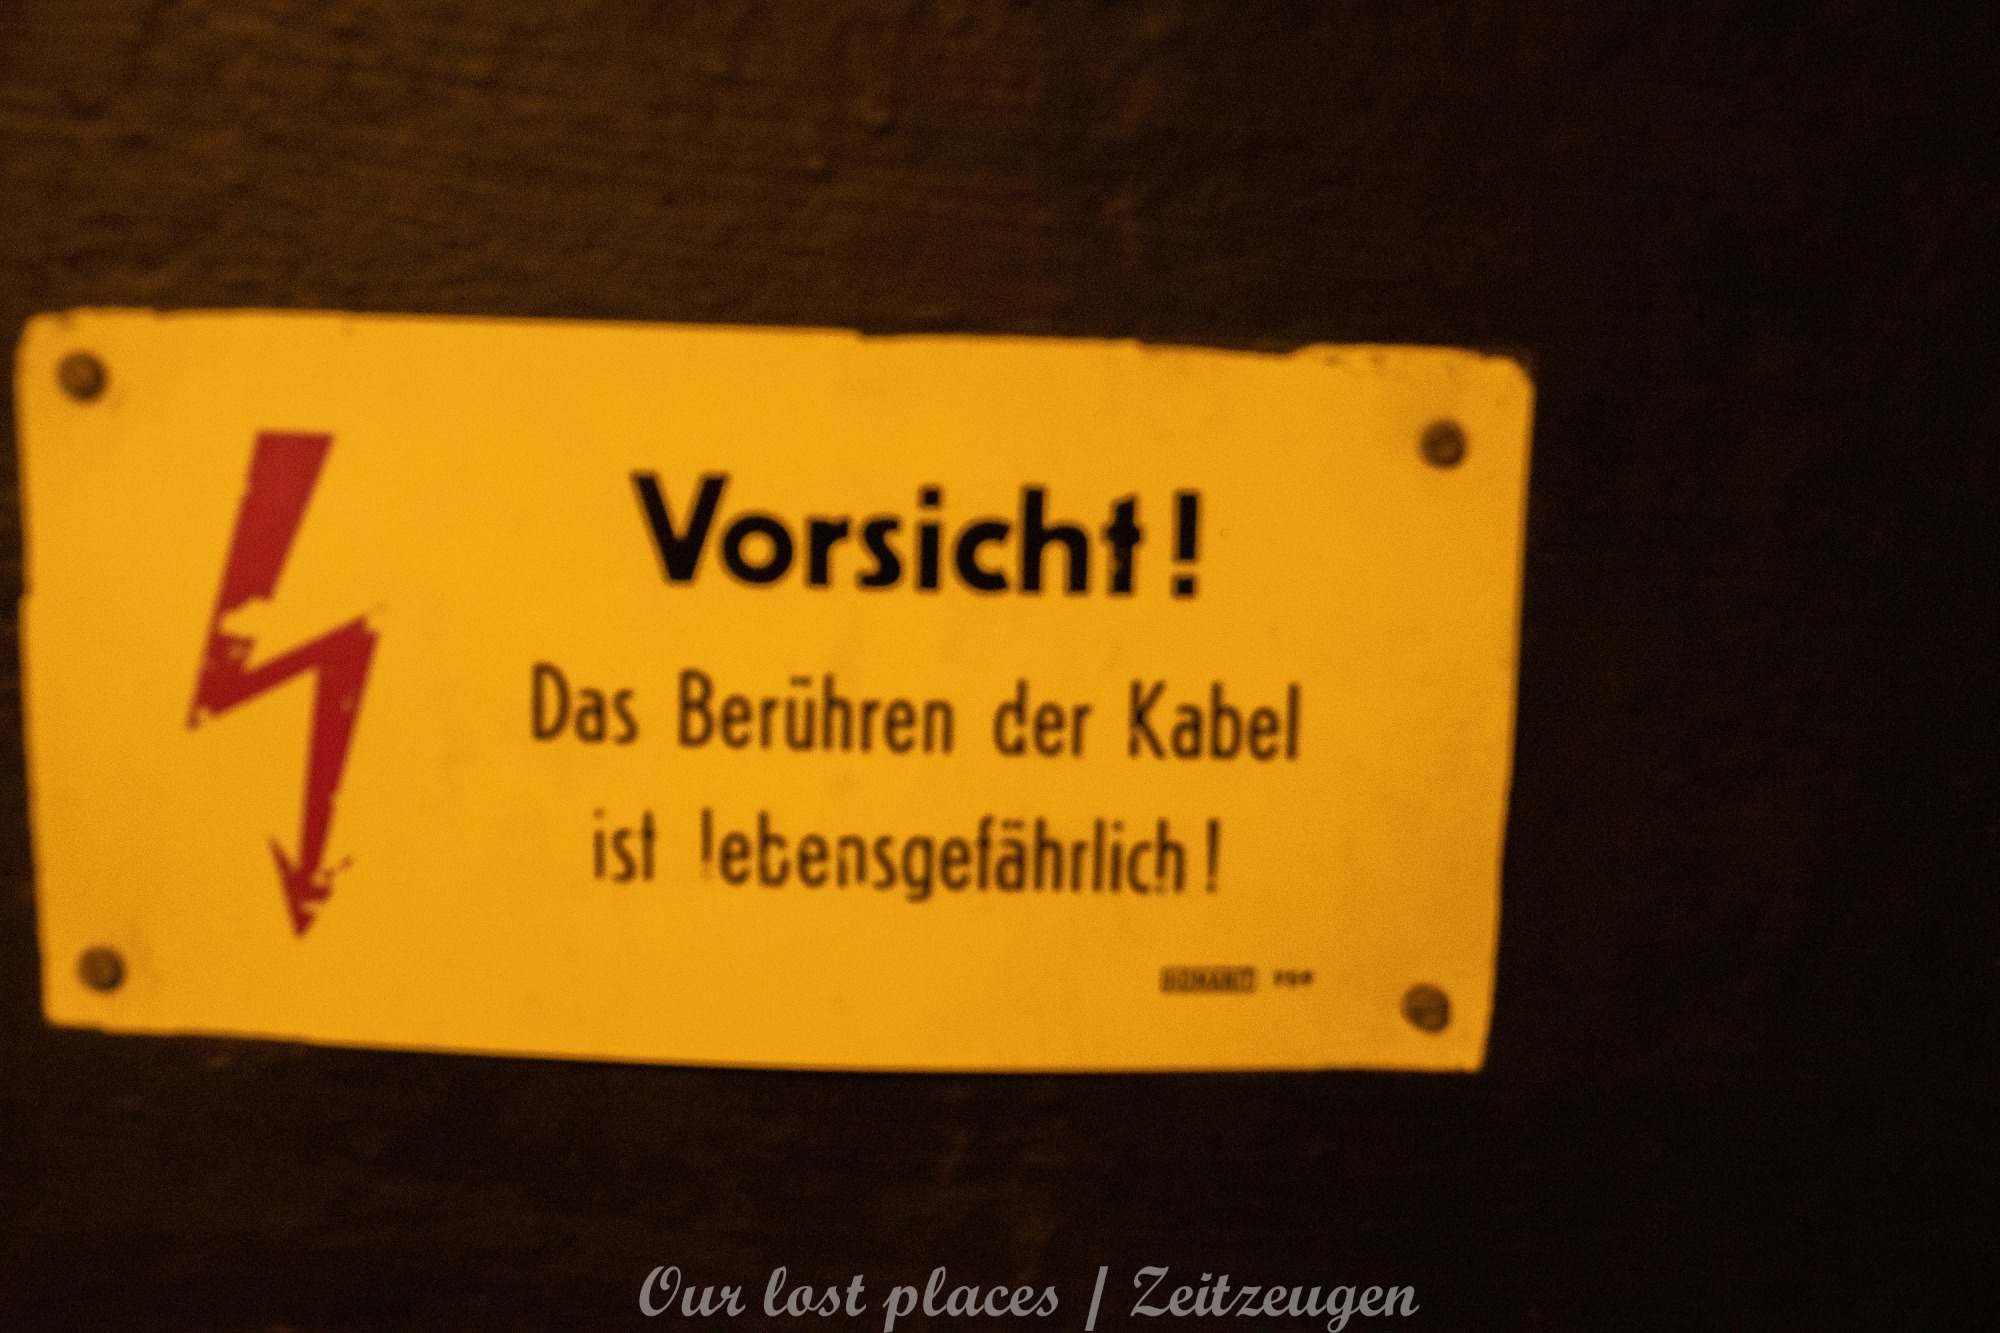 Vorsicht!
Das Berühren der Kabel
ist lebensgefährlich!
Our lost places / Zeitzeugen